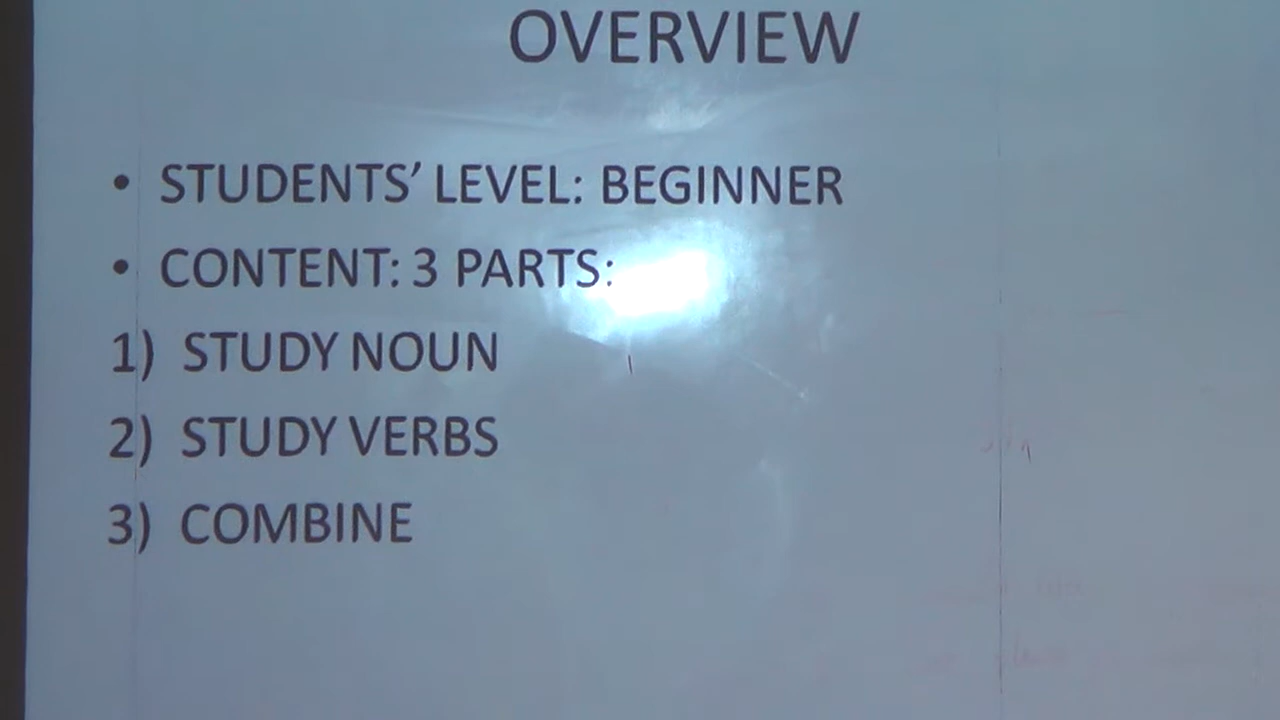 OVERVIEW
• STUDENTS’ LEVEL: BEGINNER
• CONTENT: 3 PARTS:
1) STUDY NOUN
2) STUDY VERBS
3) COMBINE